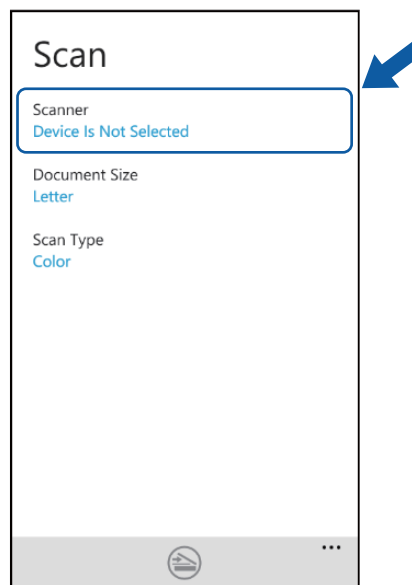 Scan
Scanner
Device Is Not Selected
Document Size
Letter
Scan Type
Color
...